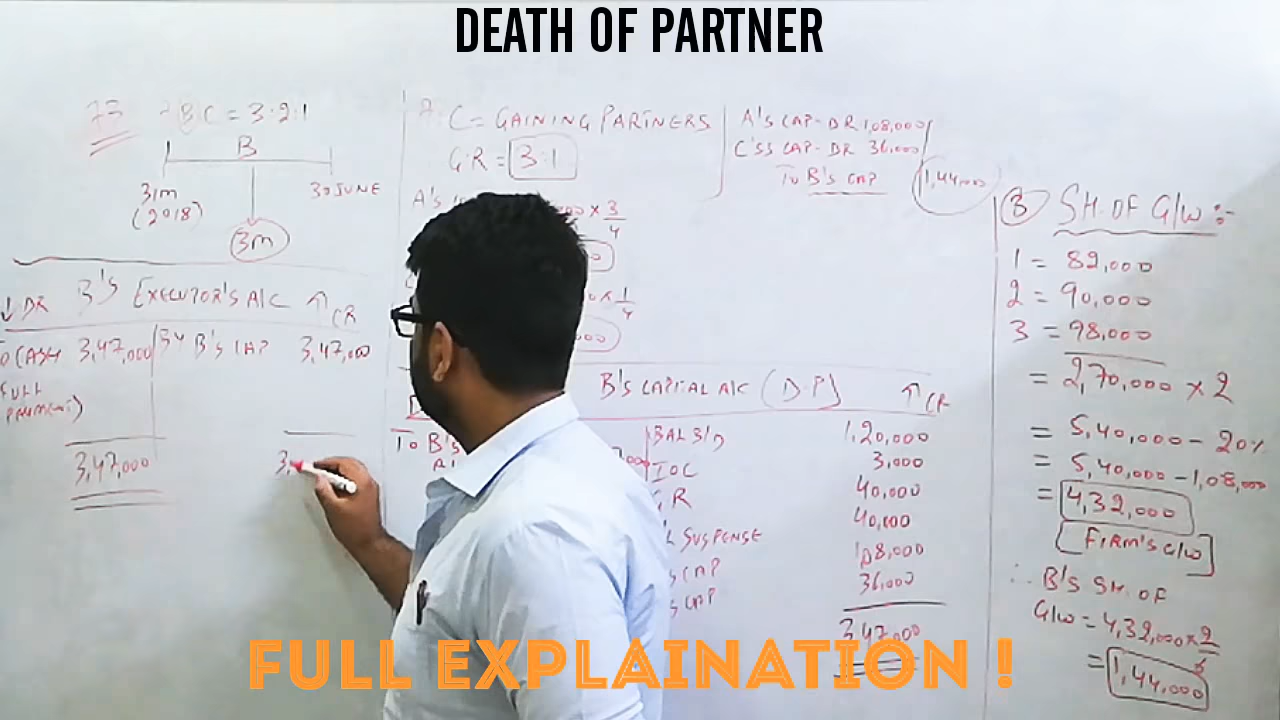 DEATH OF PARTNER
B C = 3:2:1
B
31m
(2018)
30 JUNE
3m
↓ DR B'S EXECUTOR'S A/C ↑ CR
CASH 3,47,000 BY B'S CAP 3,47,000
FULL
PAYMENT)
3,47,000 3,
C = GAINING PARTNERS
G.R = 3:1
A'S
× 3/4
× 1/4
A'S CAP-DR 1,08,000
C'SS CAP-DR 36,000
TO B'S CAP 1,44,000
B'S CAPITAL A/C (D.P) ↑ CR
TO B'S
BAL B/D 1,20,000
IOC 3,000
GR 40,000
SUSPENSE 40,000
CAP 1,08,000
CAP 36,000
3,47,000
B SH. OF G/W :-
1 = 82,000
2 = 90,000
3 = 98,000
= 2,70,000 × 2
= 5,40,000 - 20%
= 5,40,000 - 1,08,000
= 4,32,000
[FIRM'S G/W]
∴ B'S SH. OF
G/W = 4,32,000 × 2/6
= 1,44,000
FULL EXPLAINATION !